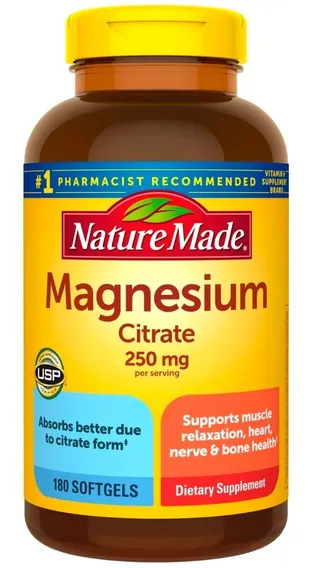 #1 PHARMACIST RECOMMENDED
VITAMIN &
SUPPLEMENT
BRAND
Nature Made®
Magnesium
Citrate
250 mg
per serving
USP
Absorbs better due
to citrate form‡
180 SOFTGELS
Supports muscle
relaxation, heart,
nerve & bone health†
Dietary Supplement